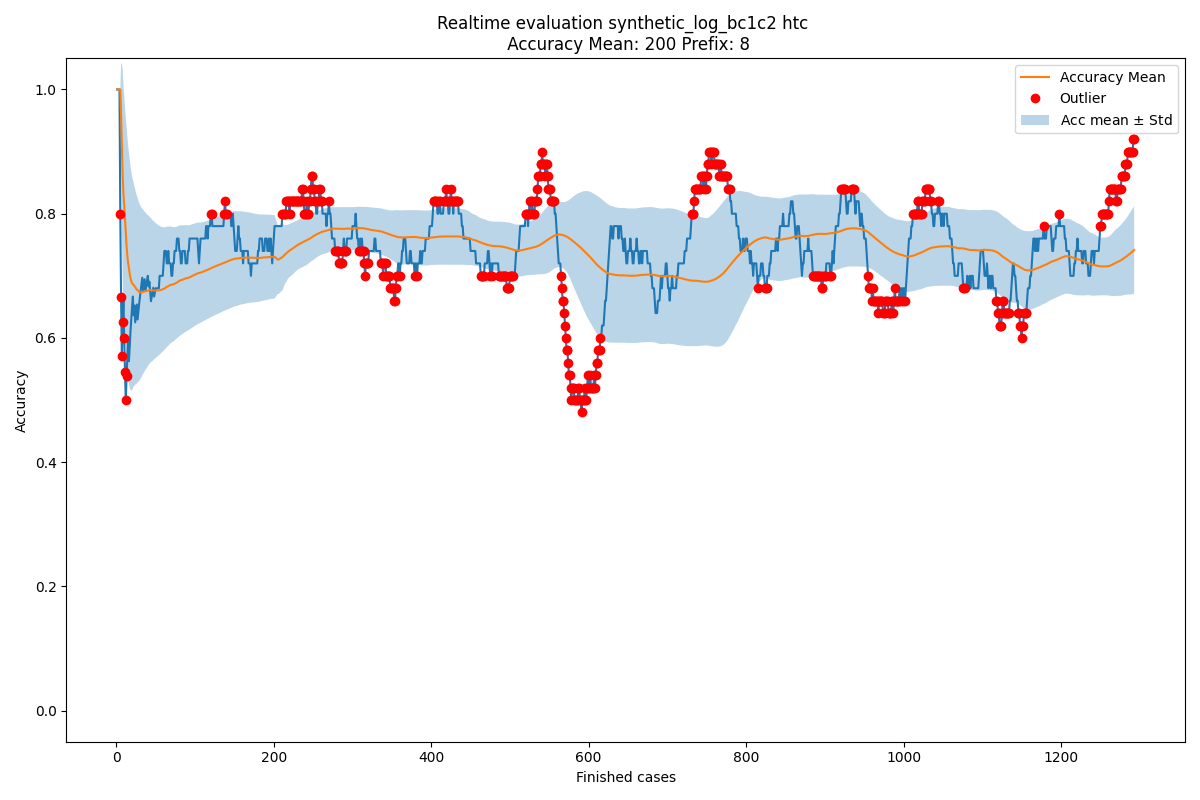 Realtime evaluation synthetic_log_bc1c2 htc
Accuracy Mean: 200 Prefix: 8
Accuracy Mean
Outlier
Acc mean ± Std
1.0
0.8
0.6
0.4
0.2
0.0
Accuracy
0
200
400
600
800
1000
1200
Finished cases